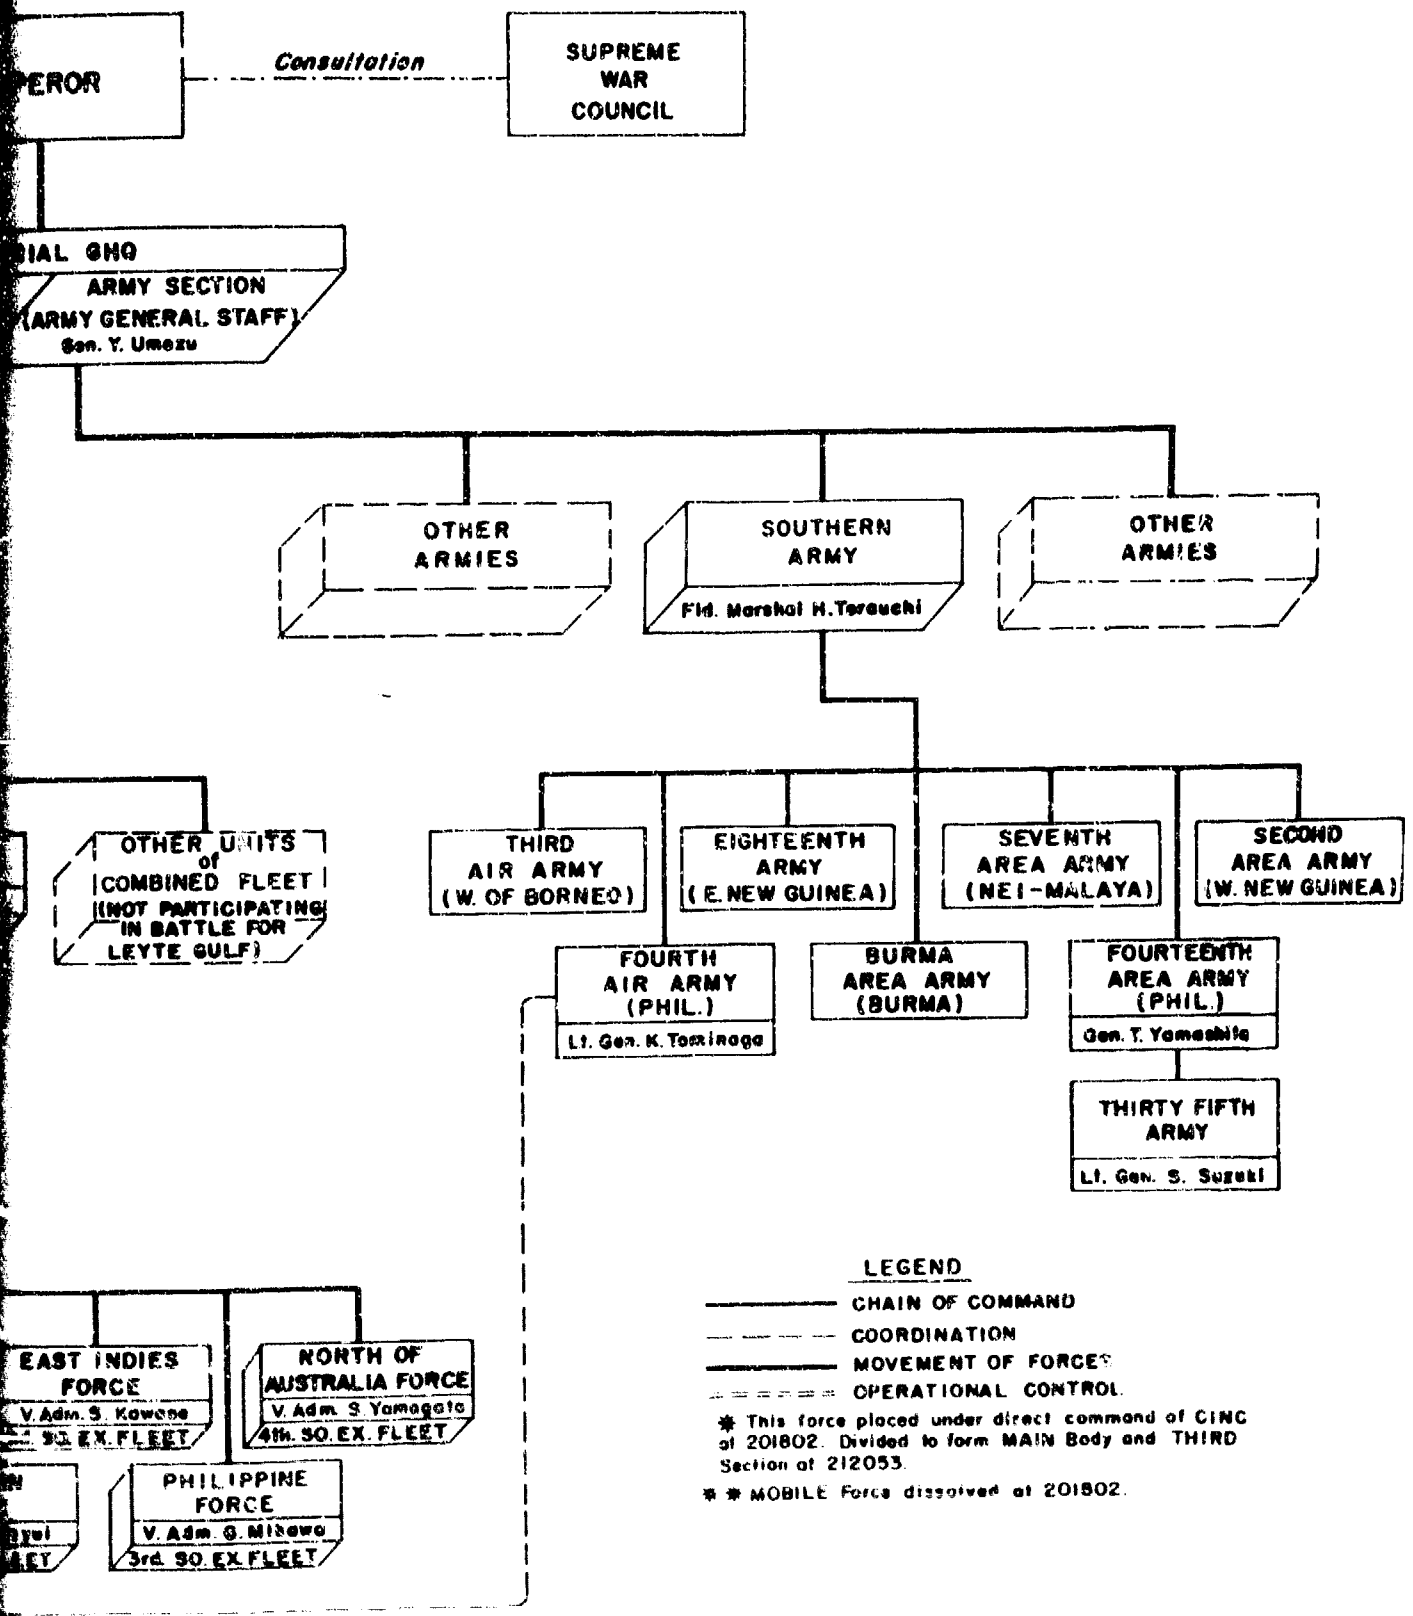 PEROR
Consultation
SUPREME
WAR
COUNCIL
RIAL GHQ
ARMY SECTION
(ARMY GENERAL STAFF)
Gen. Y. Umezu
OTHER
ARMIES
SOUTHERN
ARMY
Fld. Marshal H. Terauchi
OTHER
ARMIES
OTHER UNITS
of
COMBINED FLEET
(NOT PARTICIPATING
IN BATTLE FOR
LEYTE GULF)
THIRD
AIR ARMY
(W. OF BORNEO)
EIGHTEENTH
ARMY
(E. NEW GUINEA)
SEVENTH
AREA ARMY
(NEI-MALAYA)
SECOND
AREA ARMY
(W. NEW GUINEA)
FOURTH
AIR ARMY
(PHIL.)
Lt. Gen. K. Tominaga
BURMA
AREA ARMY
(BURMA)
FOURTEENTH
AREA ARMY
(PHIL.)
Gen. T. Yamashita
THIRTY FIFTH
ARMY
Lt. Gen. S. Suzuki
EAST INDIES
FORCE
V. Adm. S. Kawase
SO. EX. FLEET
NORTH OF
AUSTRALIA FORCE
V. Adm. S. Yamagata
4th. SO. EX. FLEET
PHILIPPINE
FORCE
V. Adm. G. Mikawa
3rd. SO. EX. FLEET
LEGEND
CHAIN OF COMMAND
COORDINATION
MOVEMENT OF FORCES
OPERATIONAL CONTROL.
* This force placed under direct command of CINC
at 201802. Divided to form MAIN Body and THIRD
Section at 212053.
* * MOBILE Force dissolved at 201802.